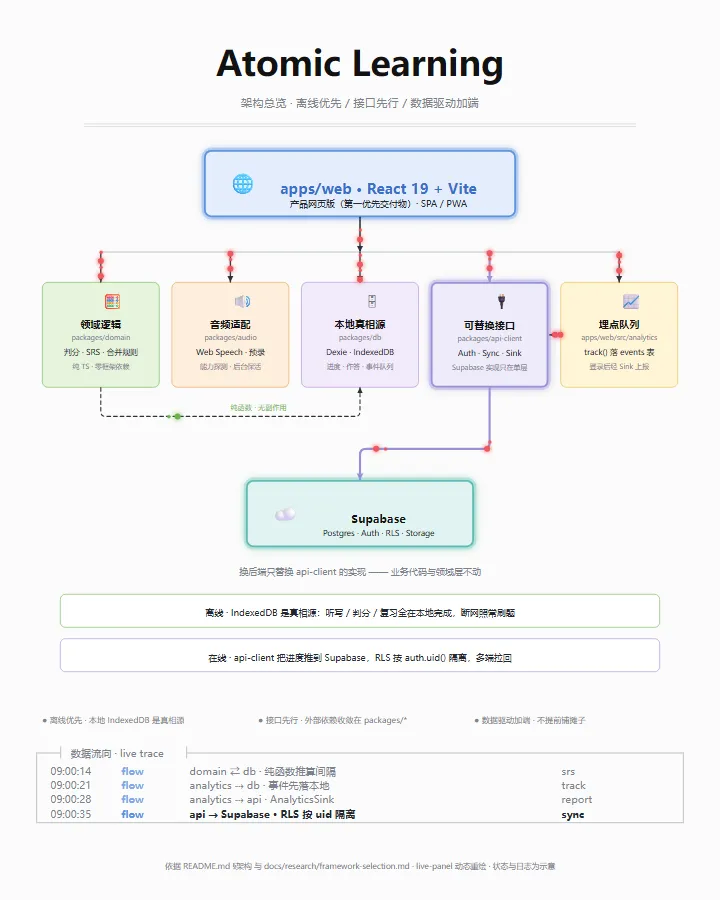 Atomic Learning
架构总览 · 离线优先 / 接口先行 / 数据驱动加端
apps/web • React 19 + Vite
产品网页版（第一优先交付物）· SPA / PWA
领域逻辑
packages/domain
判分 · SRS · 合并规则
纯 TS · 零框架依赖
音频适配
packages/audio
Web Speech · 预录
能力探测 · 后台保活
本地真相源
packages/db
Dexie · IndexedDB
进度 · 作答 · 事件队列
可替换接口
packages/api-client
Auth · Sync · Sink
Supabase 实现只在单层
埋点队列
apps/web/src/analytics
track() 落 events 表
登录后经 Sink 上报
纯函数 · 无副作用
Supabase
Postgres · Auth · RLS · Storage
换后端只替换 api-client 的实现 —— 业务代码与领域层不动
离线 · IndexedDB 是真相源：听写 / 判分 / 复习全在本地完成，断网照常刷题
在线 · api-client 把进度推到 Supabase，RLS 按 auth.uid() 隔离，多端拉回
● 离线优先 · 本地 IndexedDB 是真相源
● 接口先行 · 外部依赖收敛在 packages/*
● 数据驱动加端 · 不提前铺摊子
数据流向 · live trace
09:00:14 flow domain ⇄ db · 纯函数推算间隔 srs
09:00:21 flow analytics → db · 事件先落本地 track
09:00:28 flow analytics → api · AnalyticsSink report
09:00:35 flow api → Supabase • RLS 按 uid 隔离 sync
依据 README.md §架构 与 docs/research/framework-selection.md · live-panel 动态重绘 · 状态与日志为示意